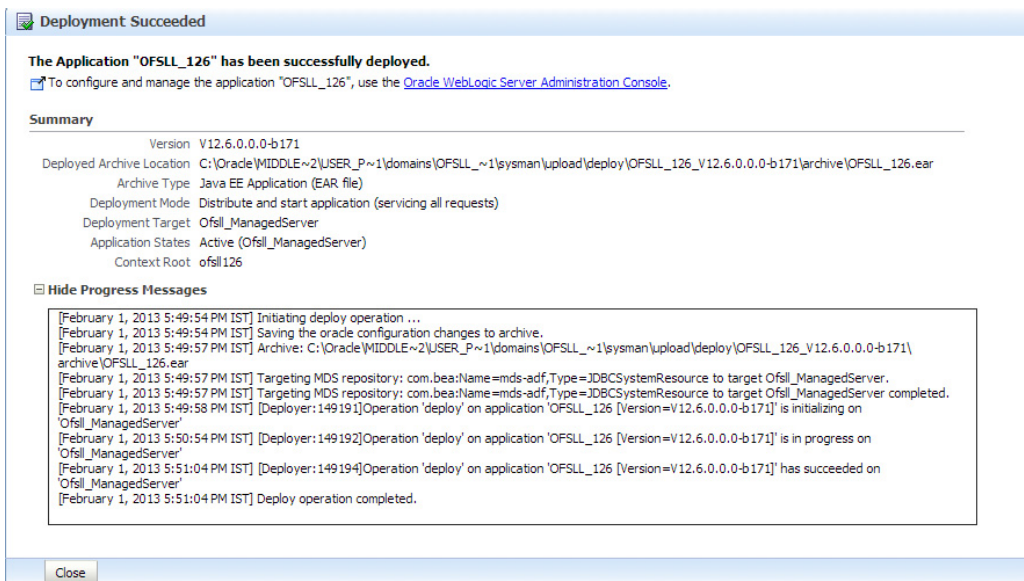 Deployment Succeeded
The Application "OFSLL_126" has been successfully deployed.
To configure and manage the application "OFSLL_126", use the Oracle WebLogic Server Administration Console.
Summary
Version V12.6.0.0.0-b171
Deployed Archive Location C:\Oracle\MIDDLE~2\USER_P~1\domains\OFSLL_~1\sysman\upload\deploy\OFSLL_126_V12.6.0.0.0-b171\archive\OFSLL_126.ear
Archive Type Java EE Application (EAR file)
Deployment Mode Distribute and start application (servicing all requests)
Deployment Target Ofsll_ManagedServer
Application States Active (Ofsll_ManagedServer)
Context Root ofsll126
Hide Progress Messages
[February 1, 2013 5:49:54 PM IST] Initiating deploy operation ...
[February 1, 2013 5:49:54 PM IST] Saving the oracle configuration changes to archive.
[February 1, 2013 5:49:57 PM IST] Archive: C:\Oracle\MIDDLE~2\USER_P~1\domains\OFSLL_~1\sysman\upload\deploy\OFSLL_126_V12.6.0.0.0-b171\
archive\OFSLL_126.ear
[February 1, 2013 5:49:57 PM IST] Targeting MDS repository: com.bea:Name=mds-adf,Type=JDBCSystemResource to target Ofsll_ManagedServer.
[February 1, 2013 5:49:57 PM IST] Targeting MDS repository: com.bea:Name=mds-adf,Type=JDBCSystemResource to target Ofsll_ManagedServer completed.
[February 1, 2013 5:49:58 PM IST] [Deployer:149191]Operation 'deploy' on application 'OFSLL_126 [Version=V12.6.0.0.0-b171]' is initializing on
'Ofsll_ManagedServer'
[February 1, 2013 5:50:54 PM IST] [Deployer:149192]Operation 'deploy' on application 'OFSLL_126 [Version=V12.6.0.0.0-b171]' is in progress on
'Ofsll_ManagedServer'
[February 1, 2013 5:51:04 PM IST] [Deployer:149194]Operation 'deploy' on application 'OFSLL_126 [Version=V12.6.0.0.0-b171]' has succeeded on
'Ofsll_ManagedServer'
[February 1, 2013 5:51:04 PM IST] Deploy operation completed.
Close